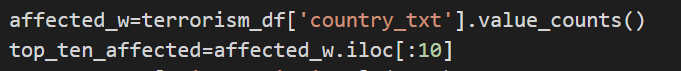 affected_w=terrorism_df['country_txt'].value_counts()
top_ten_affected=affected_w.iloc[:10]